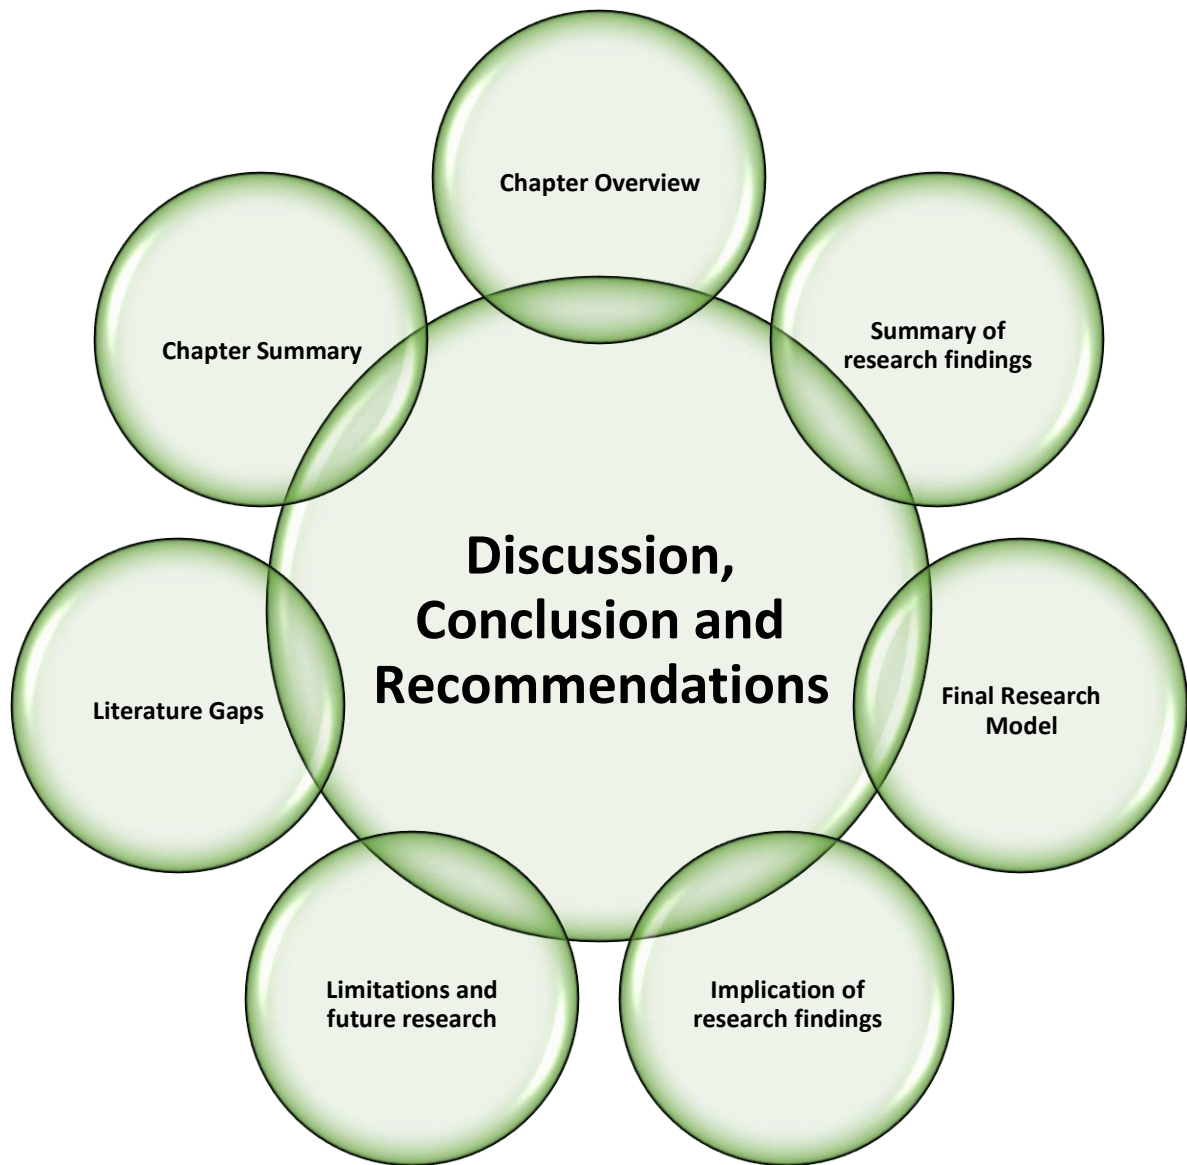 Chapter Overview
Summary of
research findings
Final Research
Model
Implication of
research findings
Limitations and
future research
Literature Gaps
Chapter Summary
Discussion,
Conclusion and
Recommendations